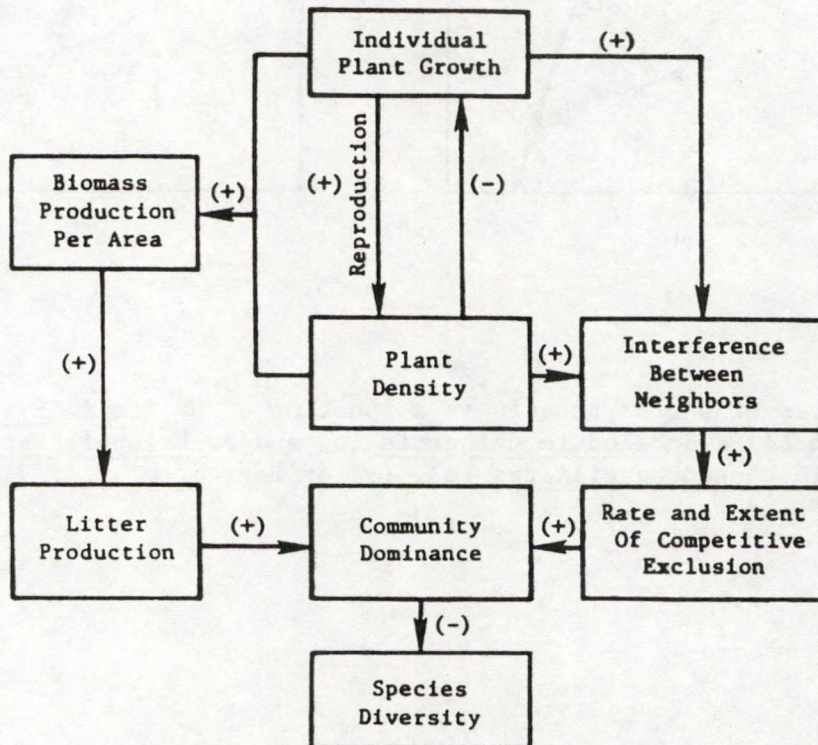 Individual
Plant Growth
(+)
Reproduction
(+)
(-)
Biomass
Production
Per Area
(+)
(+)
Plant
Density
(+)
Interference
Between
Neighbors
(+)
Litter
Production
(+)
Community
Dominance
(+)
Rate and Extent
Of Competitive
Exclusion
(-)
Species
Diversity